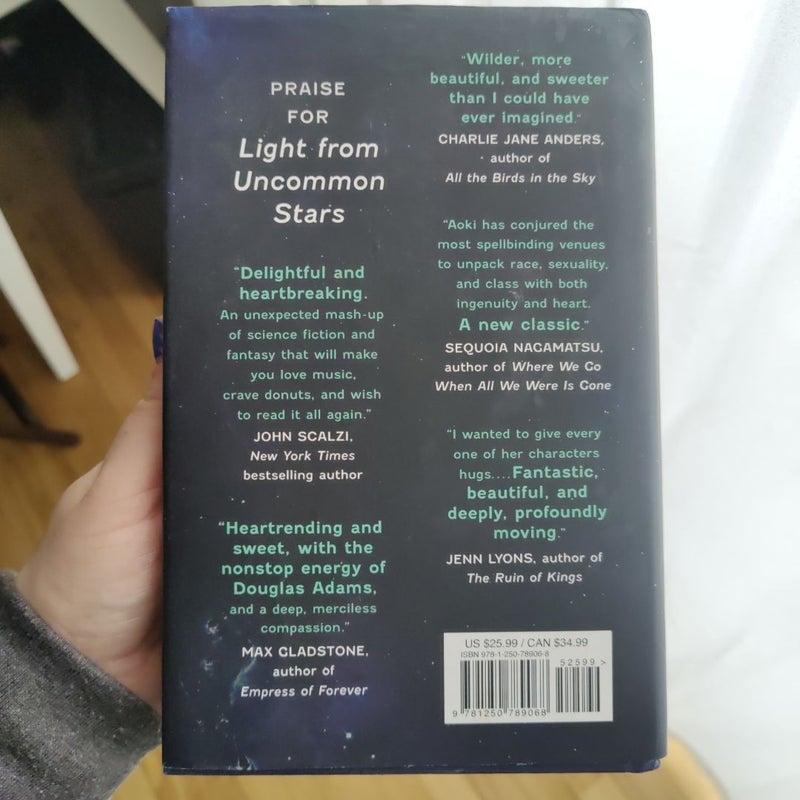 PRAISE
FOR
Light from
Uncommon
Stars
"Delightful and
heartbreaking.
An unexpected mash-up
of science fiction and
fantasy that will make
you love music,
crave donuts, and wish
to read it all again."
JOHN SCALZI,
New York Times
bestselling author
"Heartrending and
sweet, with the
nonstop energy of
Douglas Adams,
and a deep, merciless
compassion."
MAX GLADSTONE,
author of
Empress of Forever
"Wilder, more
beautiful, and sweeter
than I could have
ever imagined."
CHARLIE JANE ANDERS,
author of
All the Birds in the Sky
"Aoki has conjured the
most spellbinding venues
to unpack race, sexuality,
and class with both
ingenuity and heart.
A new classic."
SEQUOIA NAGAMATSU,
author of Where We Go
When All We Were Is Gone
"I wanted to give every
one of her characters
hugs....Fantastic,
beautiful, and
deeply, profoundly
moving."
JENN LYONS, author of
The Ruin of Kings
US $25.99 / CAN $34.99
ISBN 978-1-250-78906-8
52599 >
9 781250 789068